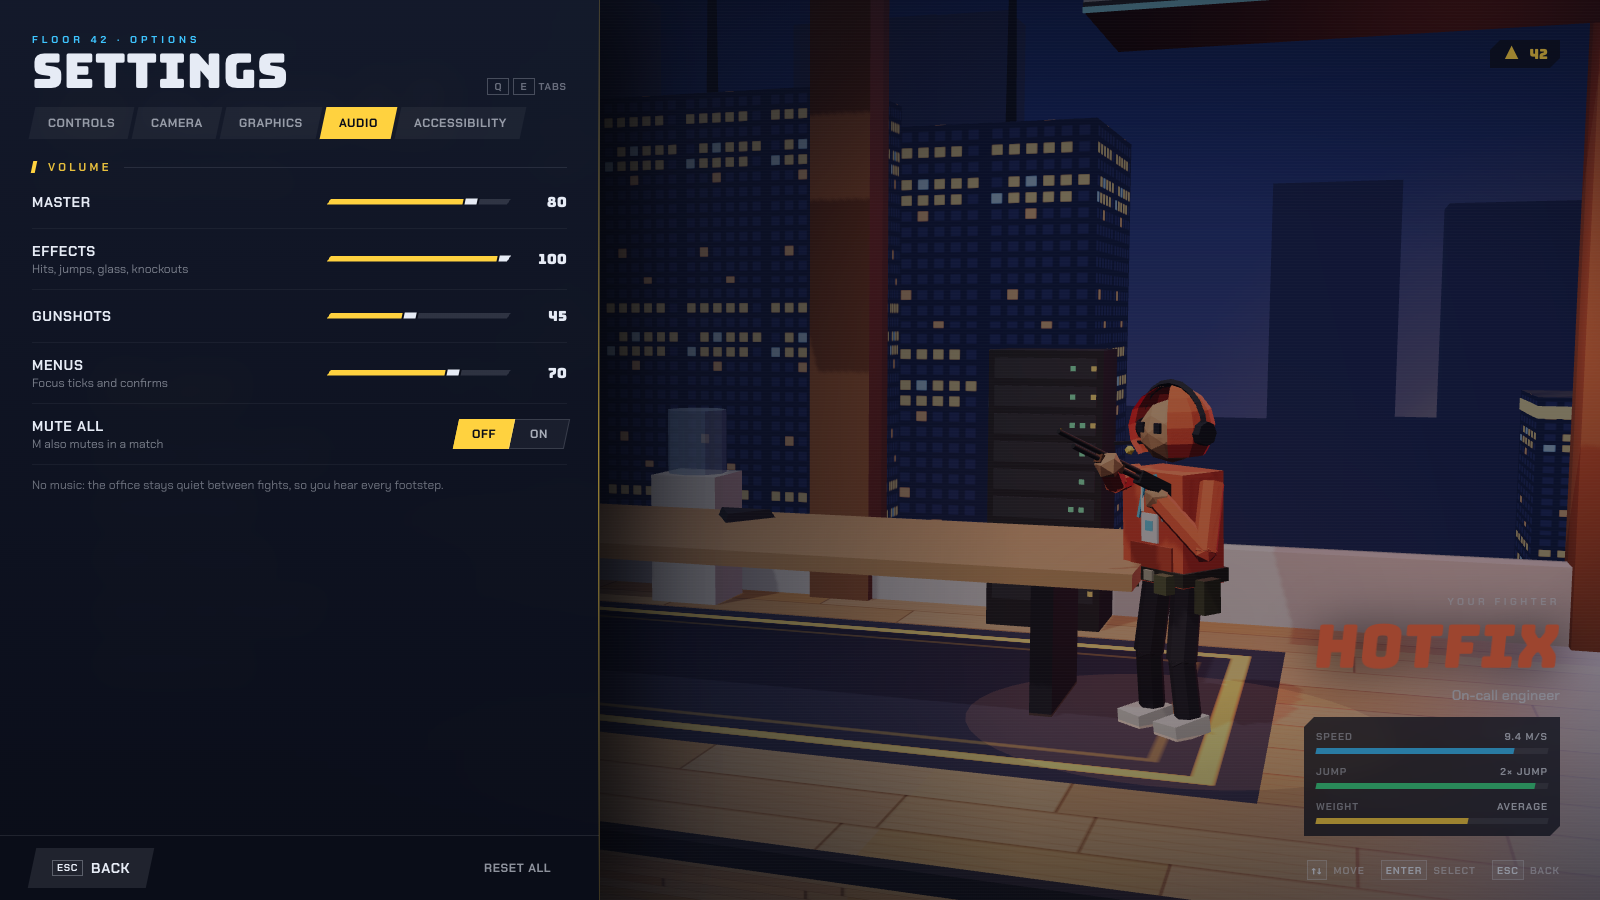 FLOOR 42 · OPTIONS
SETTINGS
Q E TABS
CONTROLS CAMERA GRAPHICS AUDIO ACCESSIBILITY
VOLUME
MASTER 80
EFFECTS 100
Hits, jumps, glass, knockouts
GUNSHOTS 45
MENUS 70
Focus ticks and confirms
MUTE ALL OFF ON
M also mutes in a match
No music: the office stays quiet between fights, so you hear every footstep.
ESC BACK
RESET ALL
42
YOUR FIGHTER
HOTFIX
On-call engineer
SPEED 9.4 M/S
JUMP 2× JUMP
WEIGHT AVERAGE
↑↓ MOVE ENTER SELECT ESC BACK